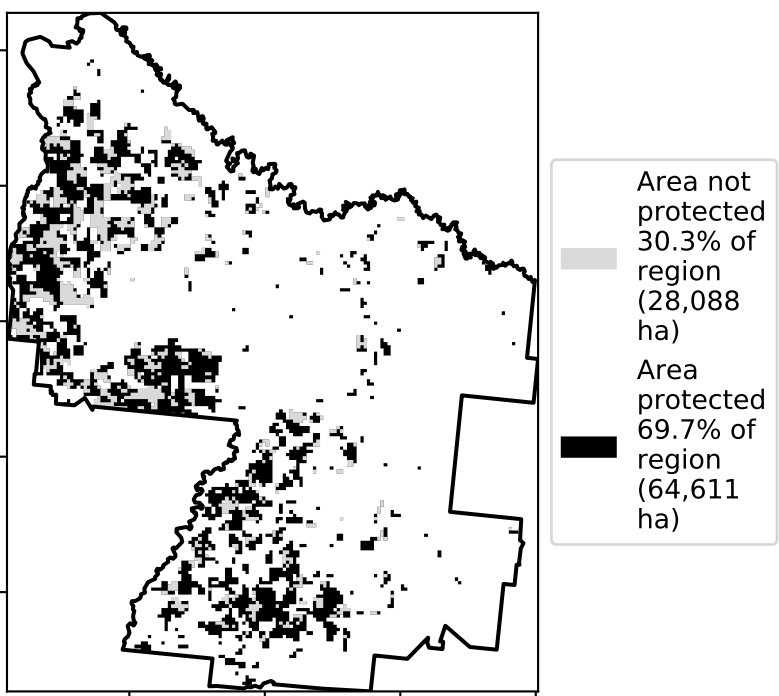 Area not
protected
30.3% of
region
(28,088
ha)
Area
protected
69.7% of
region
(64,611
ha)